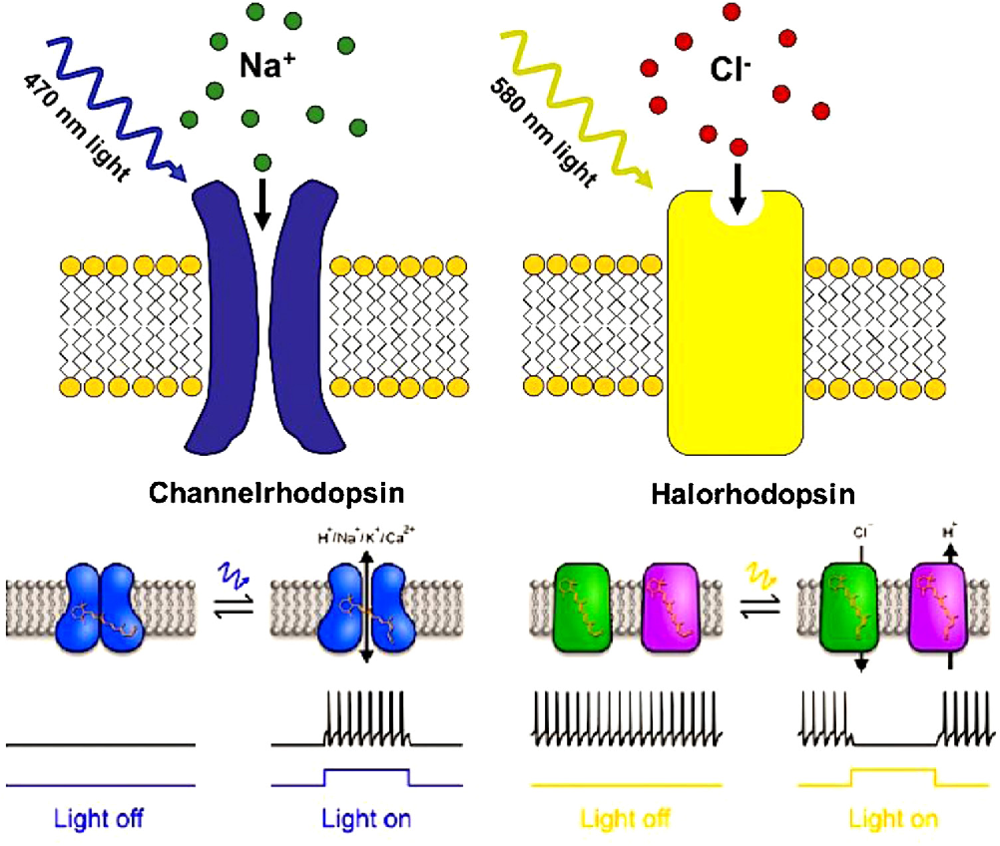 Na⁺
470 nm light
Cl⁻
580 nm light
Channelrhodopsin
Halorhodopsin
H⁺/Na⁺/K⁺/Ca²⁺
Cl⁻
H⁺
Light off
Light on
Light off
Light on